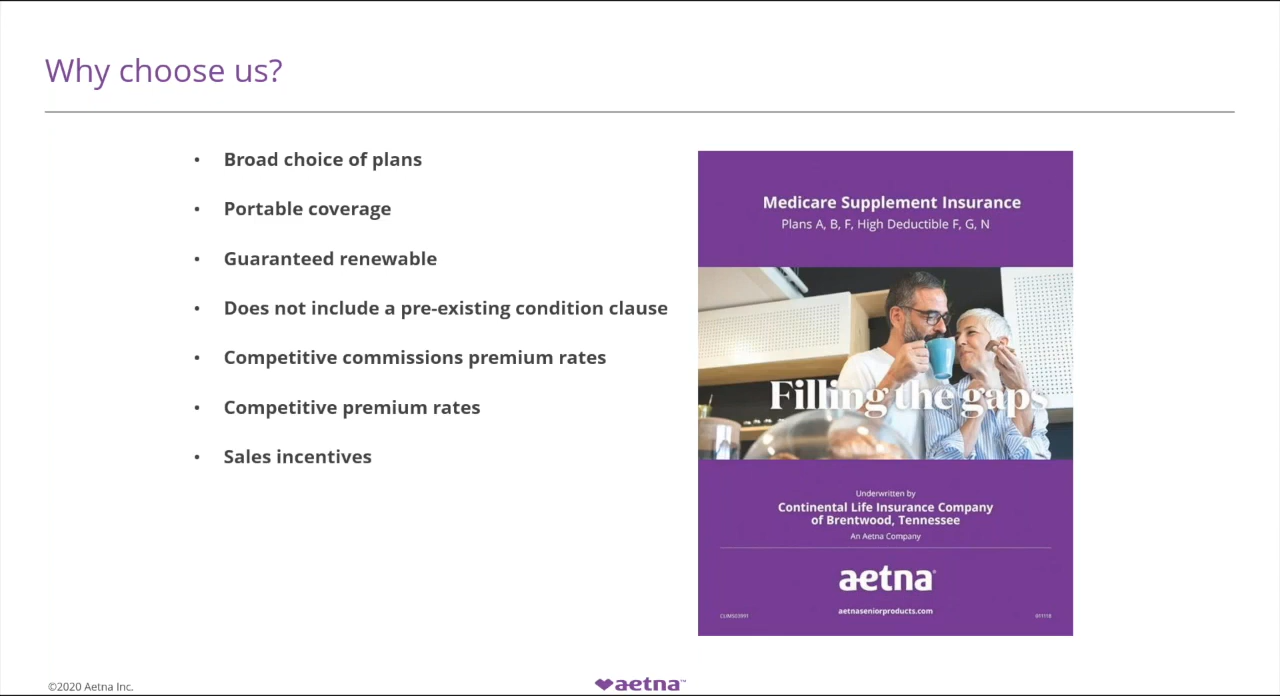 Why choose us?
• Broad choice of plans
• Portable coverage
• Guaranteed renewable
• Does not include a pre-existing condition clause
• Competitive commissions premium rates
• Competitive premium rates
• Sales incentives
Medicare Supplement Insurance
Plans A, B, F, High Deductible F, G, N
Filling the gaps
Underwritten by
Continental Life Insurance Company
of Brentwood, Tennessee
An Aetna Company
aetna®
aetnaseniorproducts.com
©2020 Aetna Inc.
aetna™